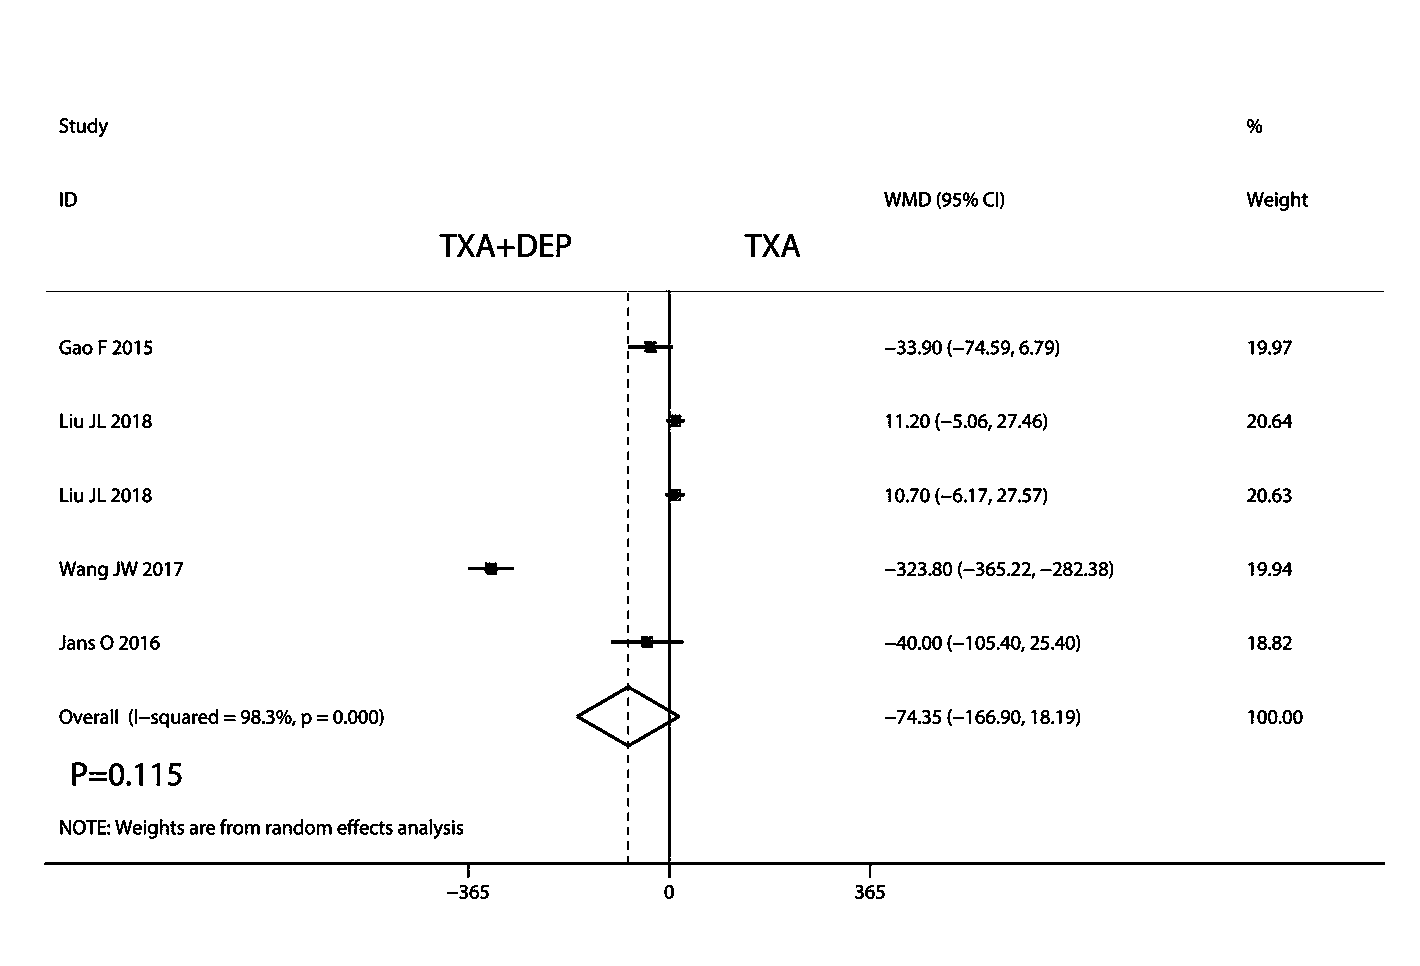 Study %
ID WMD (95% CI) Weight
TXA+DEP TXA
Gao F 2015 −33.90 (−74.59, 6.79) 19.97
Liu JL 2018 11.20 (−5.06, 27.46) 20.64
Liu JL 2018 10.70 (−6.17, 27.57) 20.63
Wang JW 2017 −323.80 (−365.22, −282.38) 19.94
Jans O 2016 −40.00 (−105.40, 25.40) 18.82
Overall (I−squared = 98.3%, p = 0.000) −74.35 (−166.90, 18.19) 100.00
P=0.115
NOTE: Weights are from random effects analysis
−365 0 365